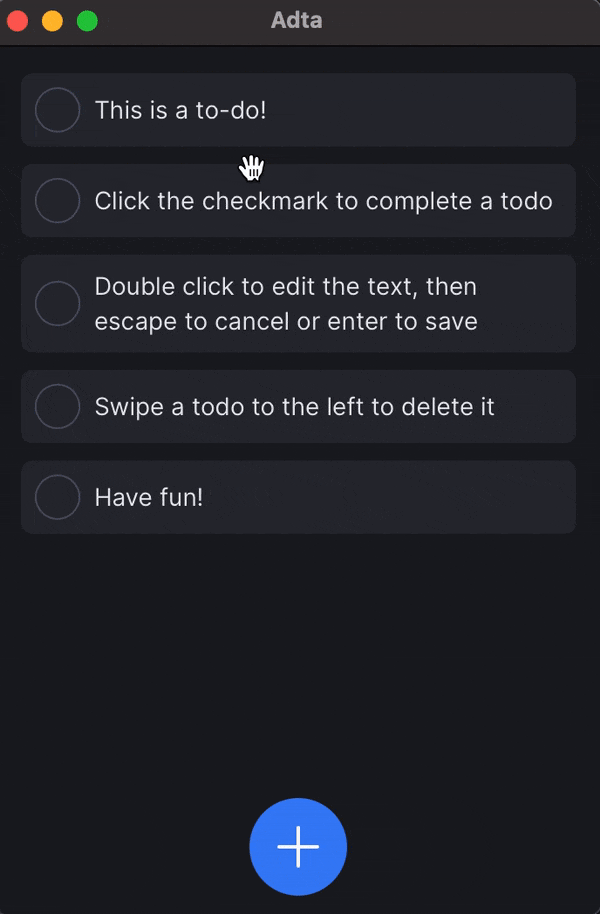 Adta
This is a to-do!
Click the checkmark to complete a todo
Double click to edit the text, then
escape to cancel or enter to save
Swipe a todo to the left to delete it
Have fun!